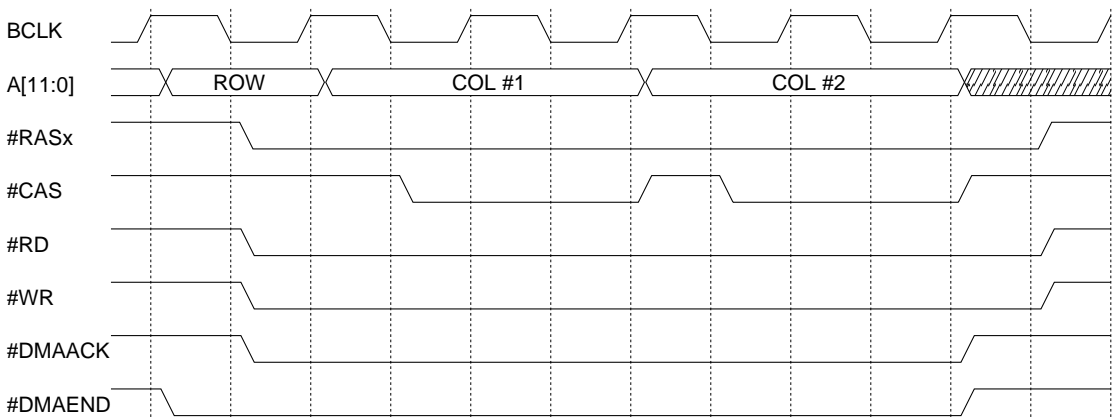 BCLK
A[11:0] ROW COL #1 COL #2
#RASx
#CAS
#RD
#WR
#DMAACK
#DMAEND